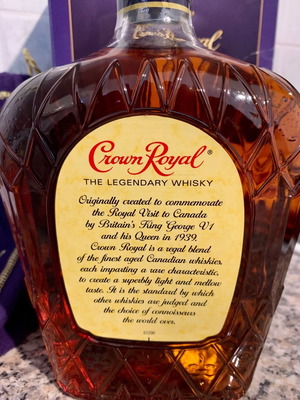 Royal
Crown Royal®
THE LEGENDARY WHISKY
Originally created to commemorate
the Royal Visit to Canada
by Britain's King George VI
and his Queen in 1939,
Crown Royal is a regal blend
of the finest aged Canadian whiskies,
each imparting a rare characteristic,
to create a superbly light and mellow
taste. It is the standard by which
other whiskies are judged and
the choice of connoisseurs
the world over.